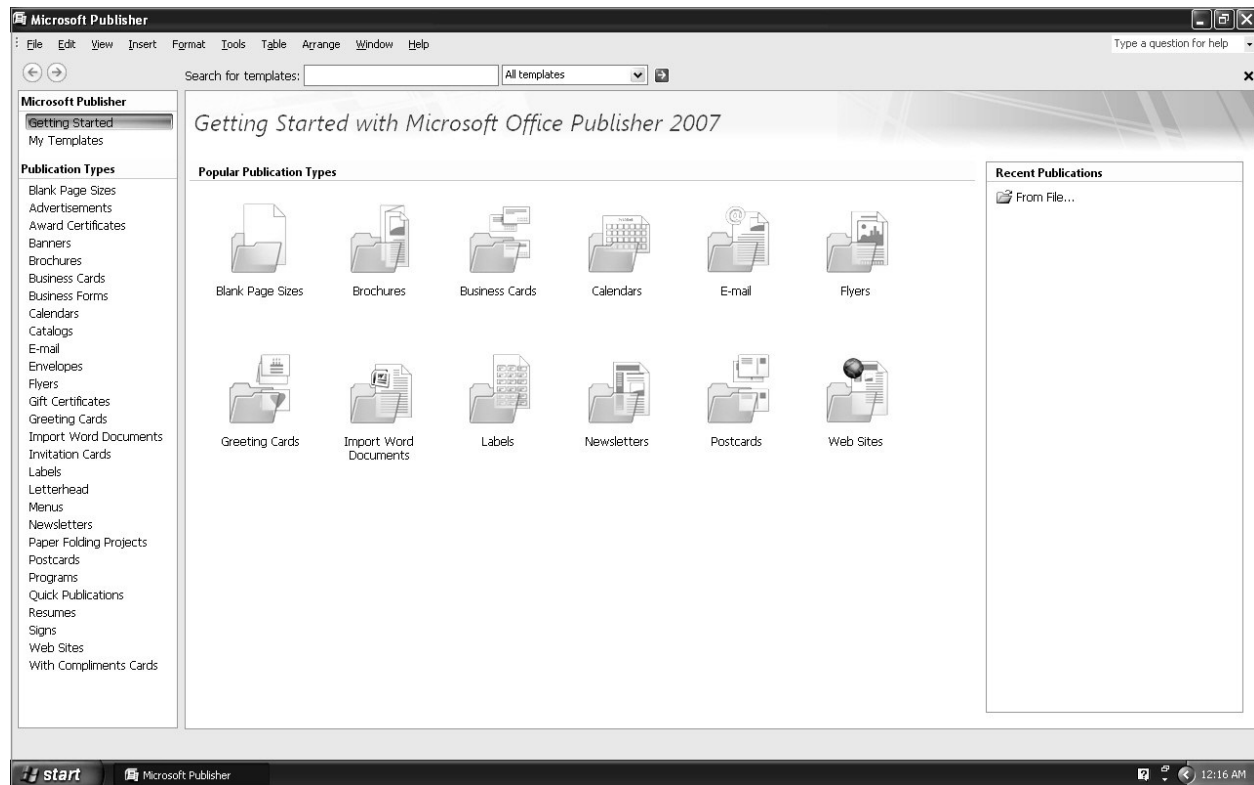 Microsoft Publisher
File Edit View Insert Format Tools Table Arrange Window Help
Type a question for help
Search for templates:
All templates
Microsoft Publisher
Getting Started
My Templates
Publication Types
Blank Page Sizes
Advertisements
Award Certificates
Banners
Brochures
Business Cards
Business Forms
Calendars
Catalogs
E-mail
Envelopes
Flyers
Gift Certificates
Greeting Cards
Import Word Documents
Invitation Cards
Labels
Letterhead
Menus
Newsletters
Paper Folding Projects
Postcards
Programs
Quick Publications
Resumes
Signs
Web Sites
With Compliments Cards
Getting Started with Microsoft Office Publisher 2007
Popular Publication Types
Blank Page Sizes
Brochures
Business Cards
Calendars
E-mail
Flyers
Greeting Cards
Import Word
Documents
Labels
Newsletters
Postcards
Web Sites
Recent Publications
From File...
start
Microsoft Publisher
12:16 AM